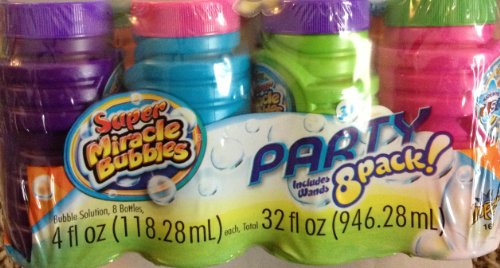 Super
Miracle
Bubbles
PARTY
Includes
Wands
8pack!
Bubble Solution, 8 Bottles,
4 fl oz (118.28 mL) each, Total 32 fl oz (946.28 mL)